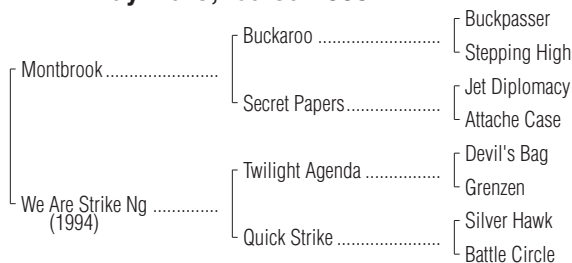 Buckpasser
Buckaroo
Stepping High
Montbrook
Jet Diplomacy
Secret Papers
Attache Case
Devil's Bag
Twilight Agenda
Grenzen
We Are Strike Ng
(1994)
Silver Hawk
Quick Strike
Battle Circle